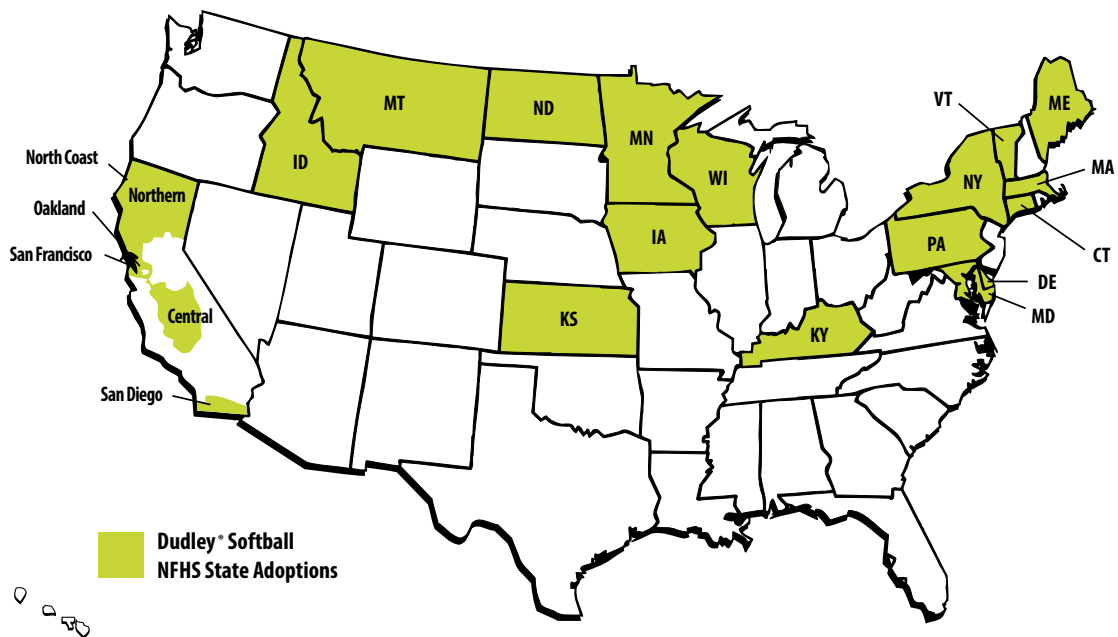 VT
ME
MT
ND
MN
North Coast
ID
WI
MA
Northern
NY
Oakland
IA
PA
San Francisco
CT
DE
Central
KS
MD
KY
San Diego
Dudley® Softball
NFHS State Adoptions